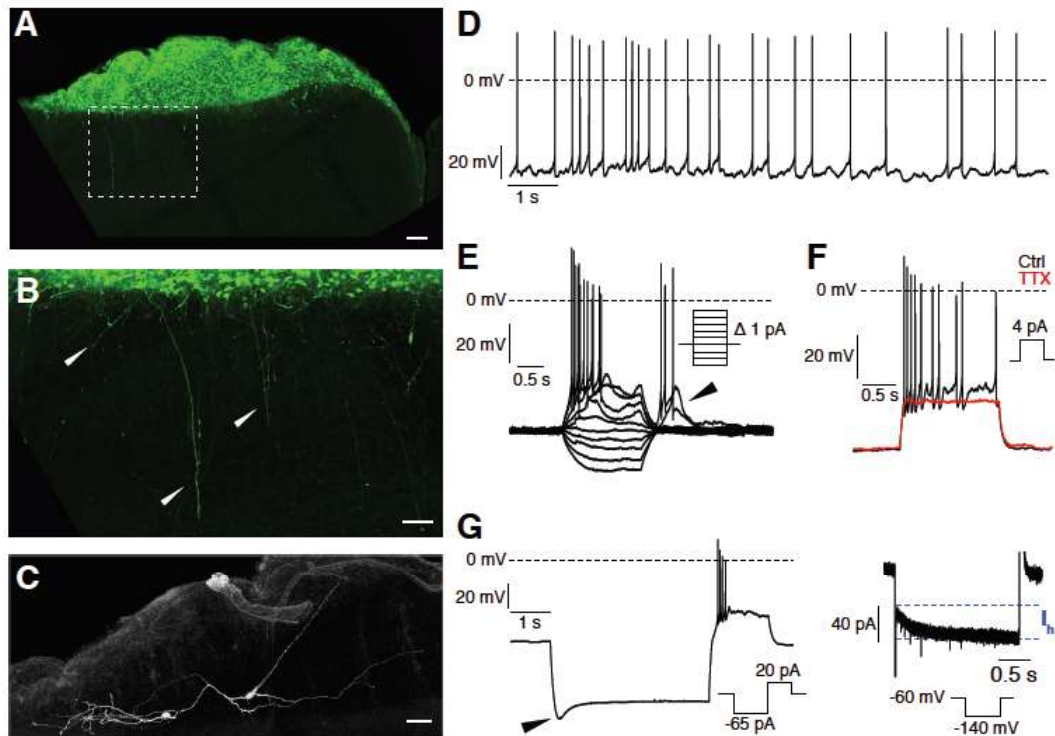 A
B
C
D
0 mV
20 mV
1 s
E
0 mV
20 mV
0.5 s
Δ 1 pA
F
Ctrl
TTX
0 mV
20 mV
0.5 s
4 pA
G
0 mV
20 mV
1 s
20 pA
-65 pA
40 pA
Ih
0.5 s
-60 mV
-140 mV